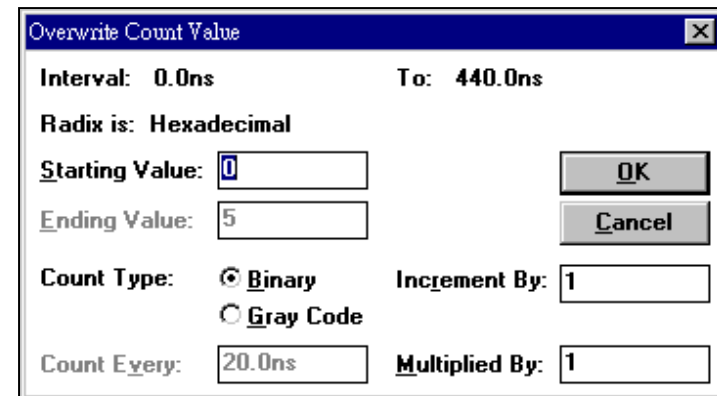 Overwrite Count Value
Interval: 0.0ns To: 440.0ns
Radix is: Hexadecimal
Starting Value: 0 OK
Ending Value: 5 Cancel
Count Type: Binary Increment By: 1
Gray Code
Count Every: 20.0ns Multiplied By: 1